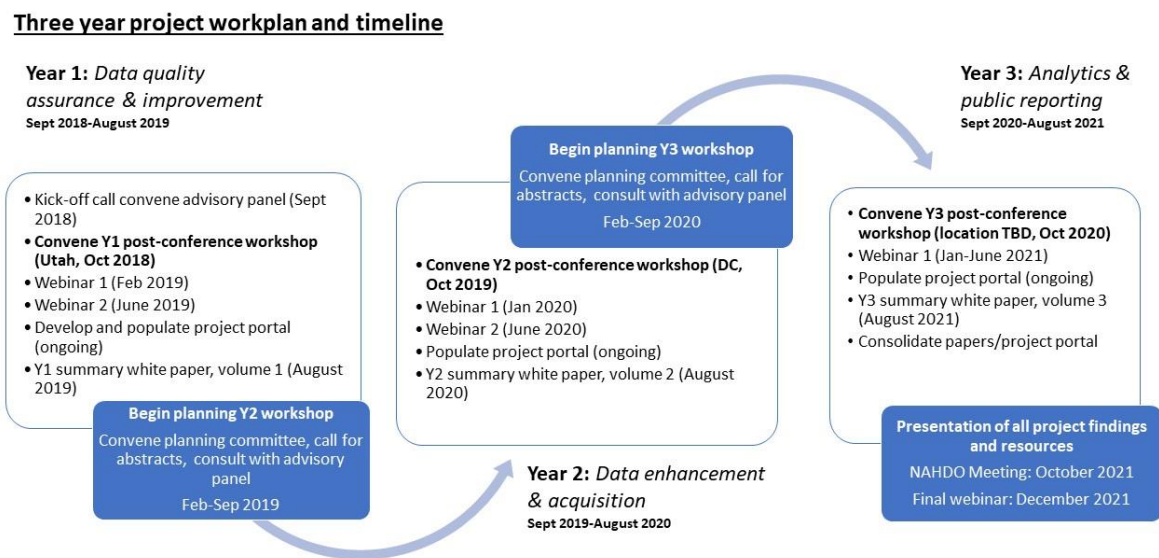 Three year project workplan and timeline
Year 1: Data quality
assurance & improvement
Sept 2018-August 2019
• Kick-off call convene advisory panel (Sept
2018)
• Convene Y1 post-conference workshop
(Utah, Oct 2018)
• Webinar 1 (Feb 2019)
• Webinar 2 (June 2019)
• Develop and populate project portal
(ongoing)
• Y1 summary white paper, volume 1 (August
2019)
Begin planning Y2 workshop
Convene planning committee, call for
abstracts, consult with advisory
panel
Feb-Sep 2019
Begin planning Y3 workshop
Convene planning committee, call for
abstracts, consult with advisory panel
Feb-Sep 2020
• Convene Y2 post-conference workshop (DC,
Oct 2019)
• Webinar 1 (Jan 2020)
• Webinar 2 (June 2020)
• Populate project portal (ongoing)
• Y2 summary white paper, volume 2 (August
2020)
Year 2: Data enhancement
& acquisition
Sept 2019-August 2020
Year 3: Analytics &
public reporting
Sept 2020-August 2021
• Convene Y3 post-conference
workshop (location TBD, Oct 2020)
• Webinar 1 (Jan-June 2021)
• Populate project portal (ongoing)
• Y3 summary white paper, volume 3
(August 2021)
• Consolidate papers/project portal
Presentation of all project findings
and resources
NAHDO Meeting: October 2021
Final webinar: December 2021